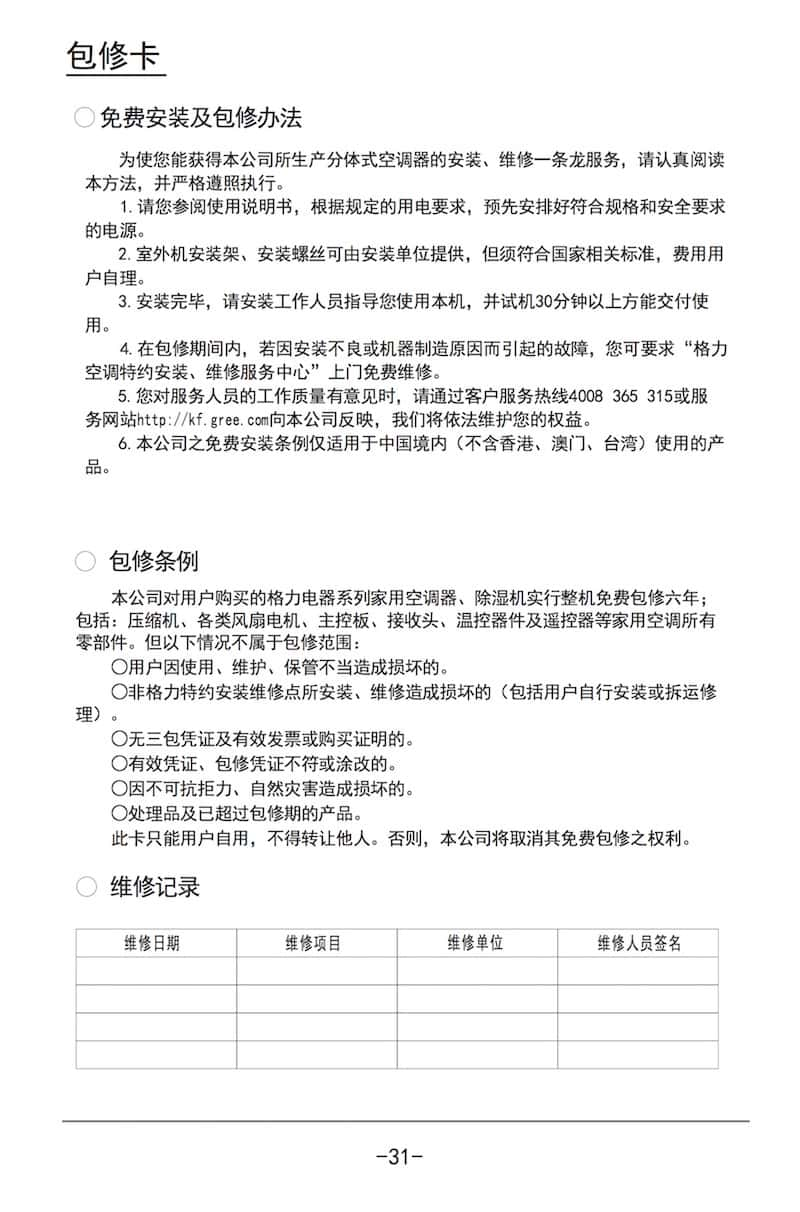 包修卡
○ 免费安装及包修办法
为使您能获得本公司所生产分体式空调器的安装、维修一条龙服务，请认真阅读
本方法，并严格遵照执行。
1. 请您参阅使用说明书，根据规定的用电要求，预先安排好符合规格和安全要求
的电源。
2. 室外机安装架、安装螺丝可由安装单位提供，但须符合国家相关标准，费用用
户自理。
3. 安装完毕，请安装工作人员指导您使用本机，并试机30分钟以上方能交付使
用。
4. 在包修期间内，若因安装不良或机器制造原因而引起的故障，您可要求“格力
空调特约安装、维修服务中心”上门免费维修。
5. 您对服务人员的工作质量有意见时，请通过客户服务热线4008 365 315或服
务网站http://kf.gree.com向本公司反映，我们将依法维护您的权益。
6. 本公司之免费安装条例仅适用于中国境内（不含香港、澳门、台湾）使用的产
品。
○ 包修条例
本公司对用户购买的格力电器系列家用空调器、除湿机实行整机免费包修六年；
包括：压缩机、各类风扇电机、主控板、接收头、温控器件及遥控器等家用空调所有
零部件。但以下情况不属于包修范围：
○用户因使用、维护、保管不当造成损坏的。
○非格力特约安装维修点所安装、维修造成损坏的（包括用户自行安装或拆运修
理）。
○无三包凭证及有效发票或购买证明的。
○有效凭证、包修凭证不符或涂改的。
○因不可抗拒力、自然灾害造成损坏的。
○处理品及已超过包修期的产品。
此卡只能用户自用，不得转让他人。否则，本公司将取消其免费包修之权利。
○ 维修记录
维修日期 维修项目 维修单位 维修人员签名
-31-